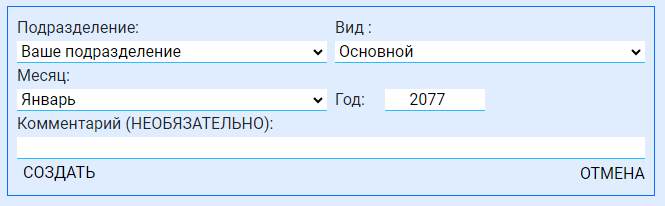 Подразделение: Вид :
Ваше подразделение Основной
Месяц:
Январь Год: 2077
Комментарий (НЕОБЯЗАТЕЛЬНО):
СОЗДАТЬ ОТМЕНА